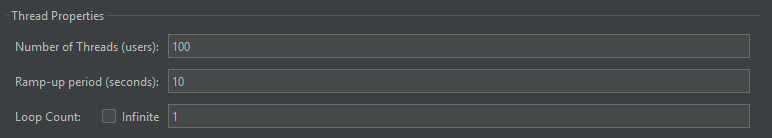 Thread Properties
Number of Threads (users): 100
Ramp-up period (seconds): 10
Loop Count: Infinite 1